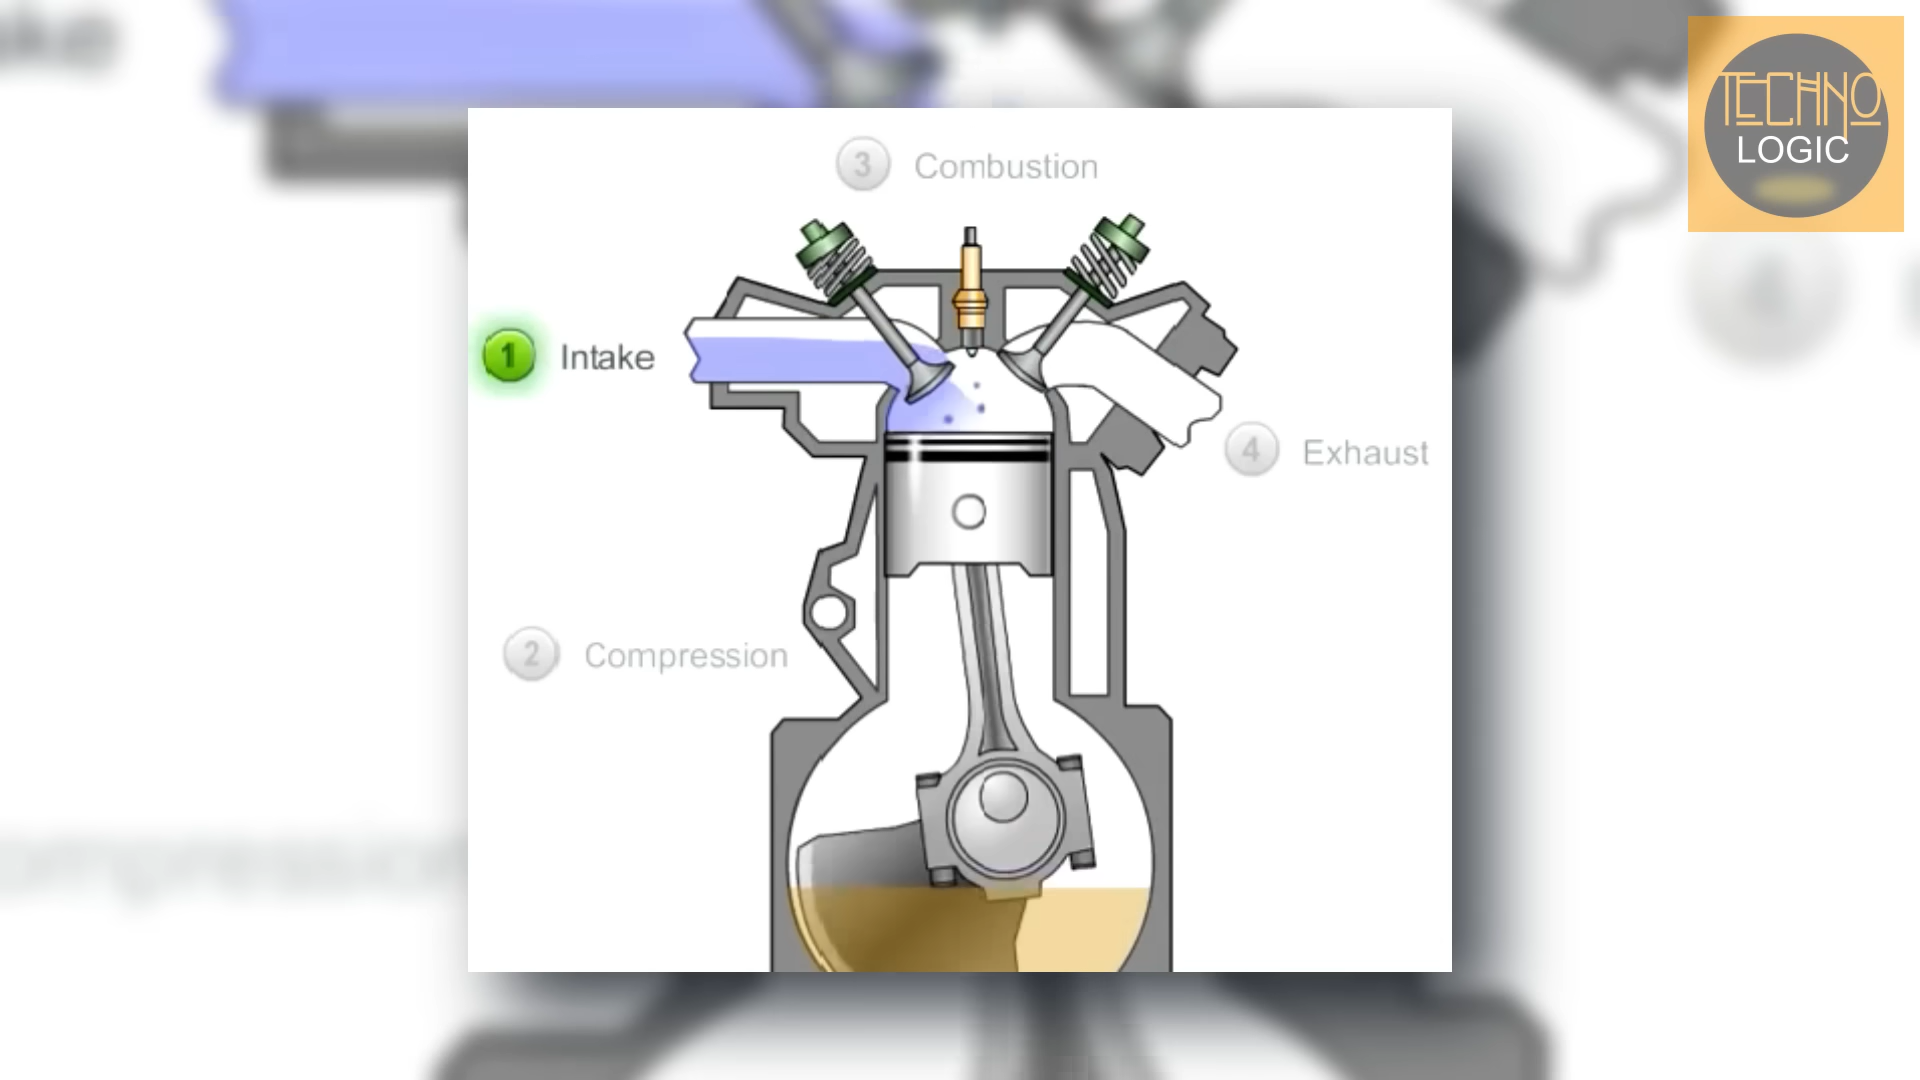 TECHNO
LOGIC
3 Combustion
1 Intake
4 Exhaust
2 Compression